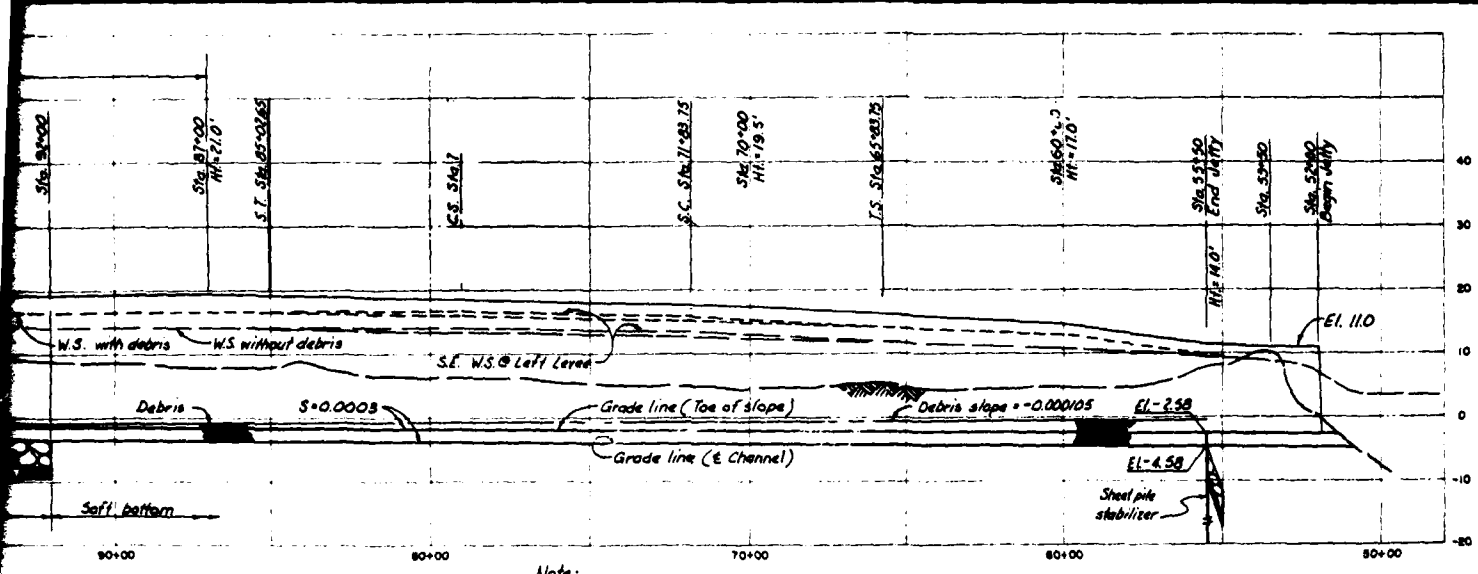 Sta. 92+00
Sta. 87+00
Ht.=21.0'
S.T. Sta. 85+02.65
C.S. Sta. 7
S.C. Sta. 71+83.75
Sta. 70+00
Ht.=19.5'
T.S. Sta. 65+83.75
Sta. 60+
Ht.=17.0'
Sta. 55+50
End Jetty
Ht.=14.0'
Sta.
Sta. 52+00
Begin Jetty
40
30
20
10
0
-10
-20
El. 11.0
W.S. with debris
W.S. without debris
S.E. W.S. @ Left Levee
Debris
S=0.0003
Grade line (Toe of slope)
Debris slope = -0.000105
El.-2.58
Grade line (℄ Channel)
El.-4.58
Sheet pile
stabilizer
Soft bottom
90+00
80+00
70+00
60+00
50+00
Note: